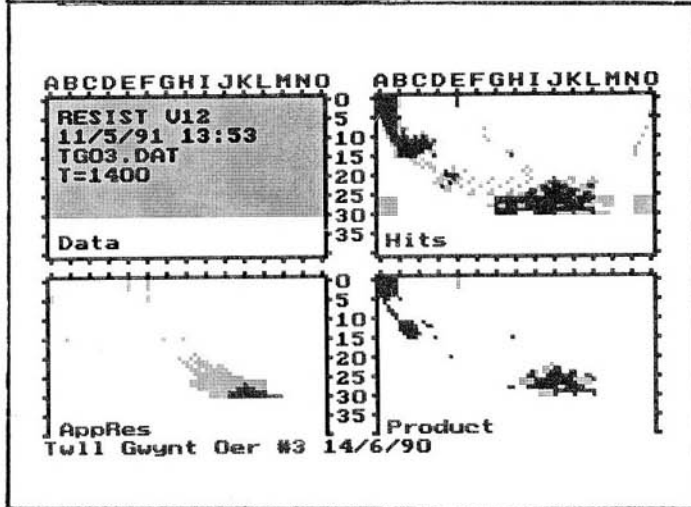 ABCDEFGHIJKLMNO ABCDEFGHIJKLMNO
RESIST V12
11/5/91 13:53
TGO3.DAT
T=1400
Data
0
5
10
15
20
25
30
35
Hits
AppRes
0
5
10
15
20
25
30
35
Product
Twll Gwynt Oer #3 14/6/90